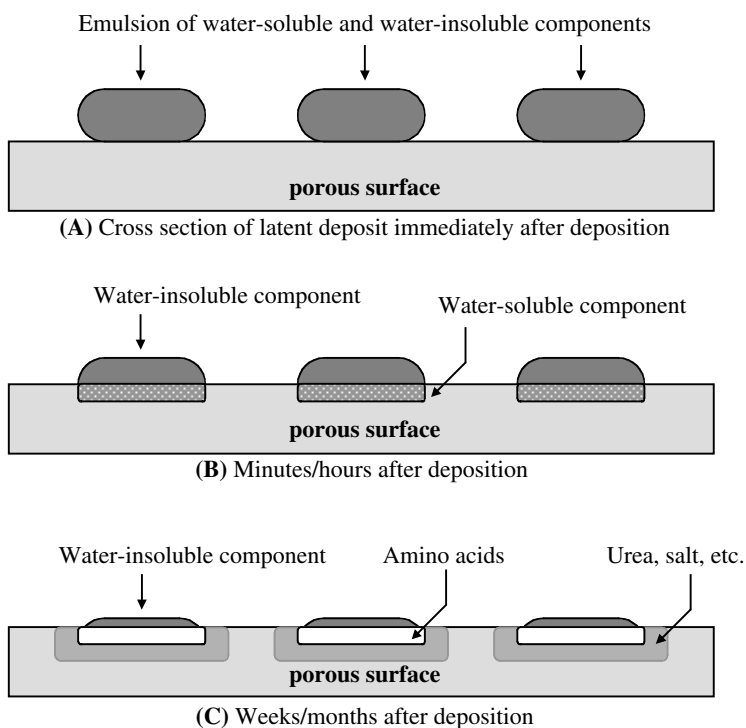 Emulsion of water-soluble and water-insoluble components
porous surface
(A) Cross section of latent deposit immediately after deposition
Water-insoluble component
Water-soluble component
porous surface
(B) Minutes/hours after deposition
Water-insoluble component
Amino acids
Urea, salt, etc.
porous surface
(C) Weeks/months after deposition